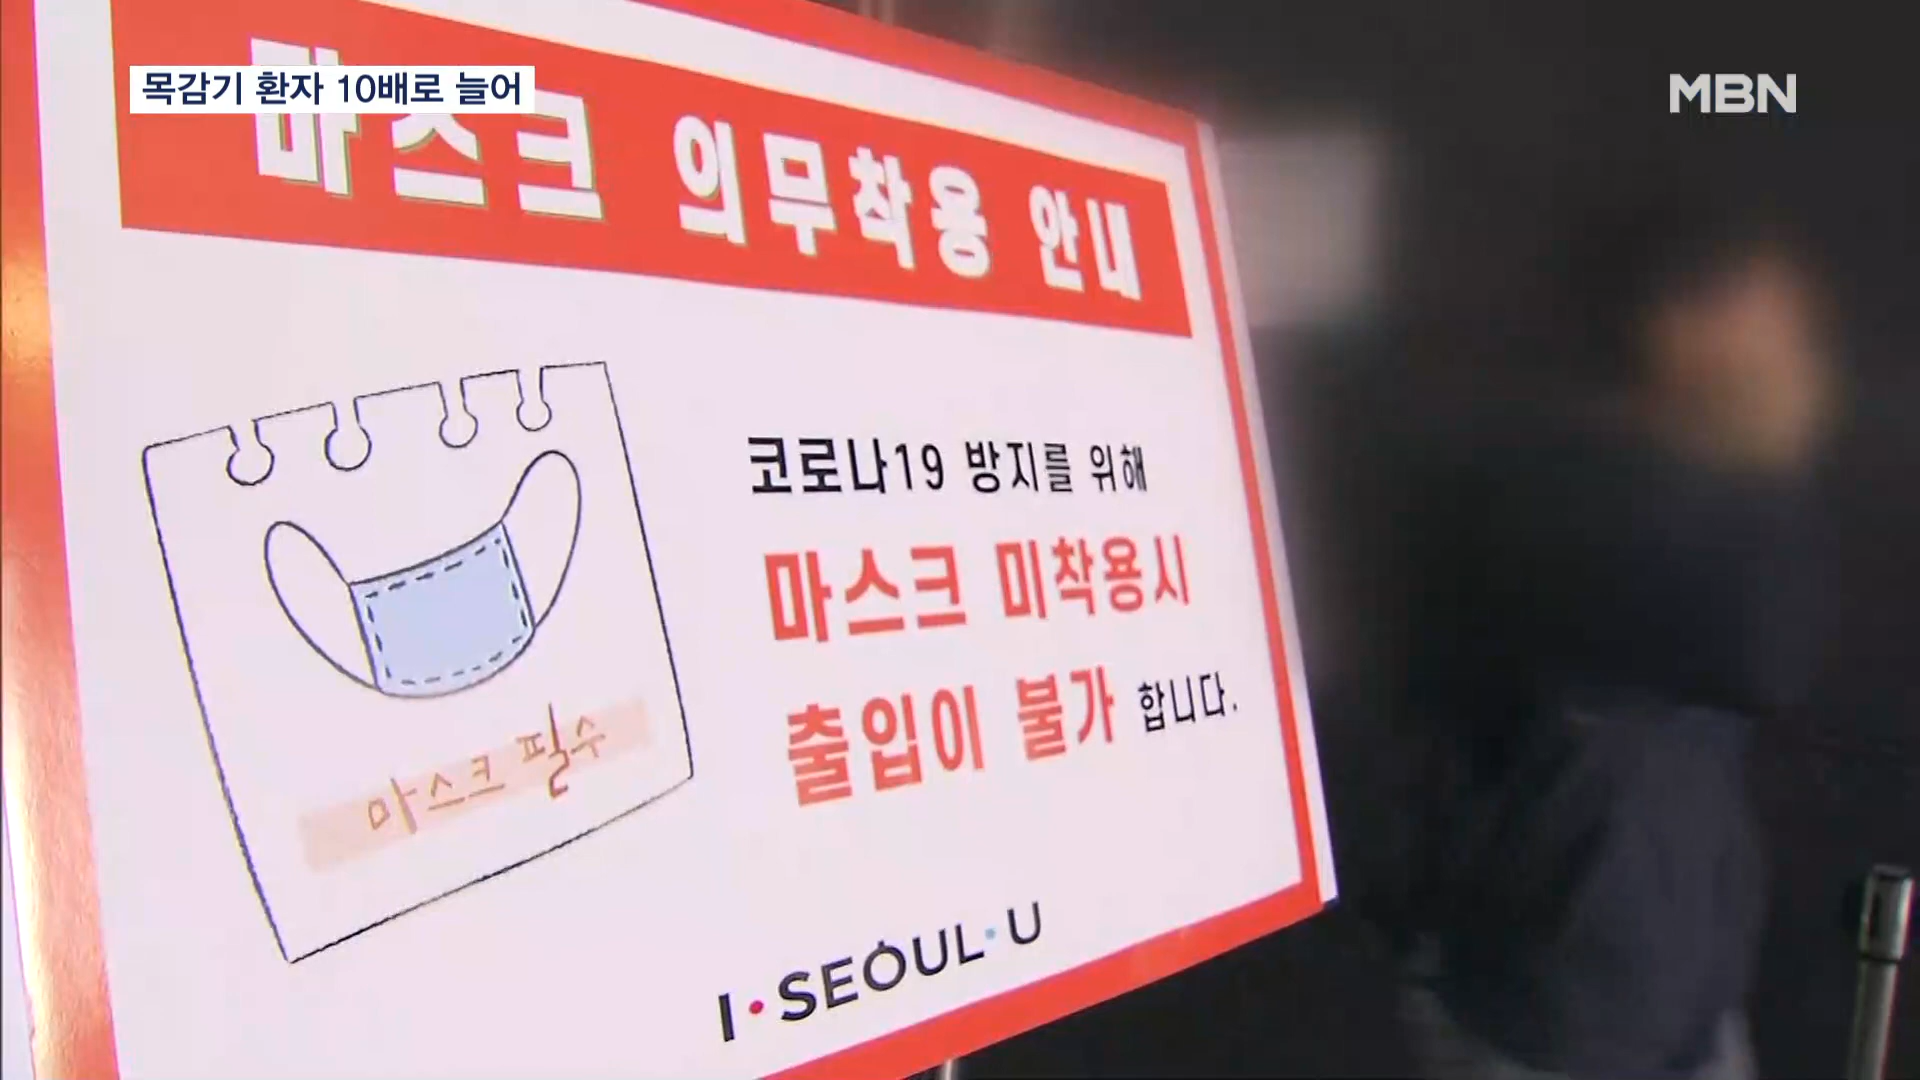 목감기 환자 10배로 늘어
MBN
마스크 의무착용 안내
코로나19 방지를 위해
마스크 미착용시
출입이 불가 합니다.
마스크 필수
I·SEOUL·U